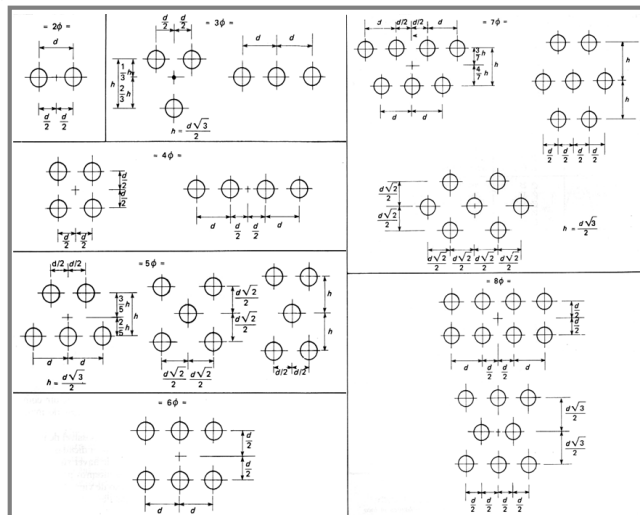 = 2φ =
d
d/2 d/2
= 3φ =
d/2 d/2
h
1/3 h
2/3 h
h
h = d√3/2
d d
= 4φ =
d/2
d/2
d/2 d/2
d d/2 d/2 d
= 5φ =
d/2 d/2
3/5 h
2/5 h
h
d d
h = d√3/2
d√2/2
d√2/2
d√2/2 d√2/2
h
h
d/2 d/2
= 6φ =
d/2
d/2
d d
= 7φ =
d d/2 d/2 d
3/7 h
4/7 h
h
d d
h
h
d/2 d/2 d/2 d/2
d√2/2
d√2/2
d√2/2 d√2/2 d√2/2 d√2/2
h = d√3/2
= 8φ =
d/2
d/2
d d/2 d/2 d
d√3/2
d√3/2
d/2 d/2 d/2 d/2